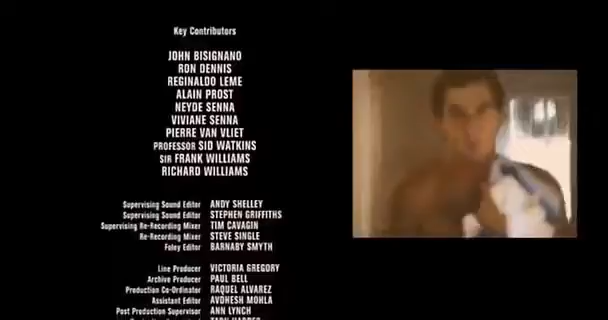 Key Contributors
JOHN BISIGNANO
RON DENNIS
REGINALDO LEME
ALAIN PROST
NEYDE SENNA
VIVIANE SENNA
PIERRE VAN VLIET
PROFESSOR SID WATKINS
SIR FRANK WILLIAMS
RICHARD WILLIAMS
Supervising Sound Editor ANDY SHELLEY
Supervising Sound Editor STEPHEN GRIFFITHS
Supervising Re-Recording Mixer TIM CAVAGIN
Re-Recording Mixer STEVE SINGLE
Foley Editor BARNABY SMYTH
Line Producer VICTORIA GREGORY
Archive Producer PAUL BELL
Production Co-Ordinator RAQUEL ALVAREZ
Assistant Editor AVDHESH MOHLA
Post Production Supervisor ANN LYNCH